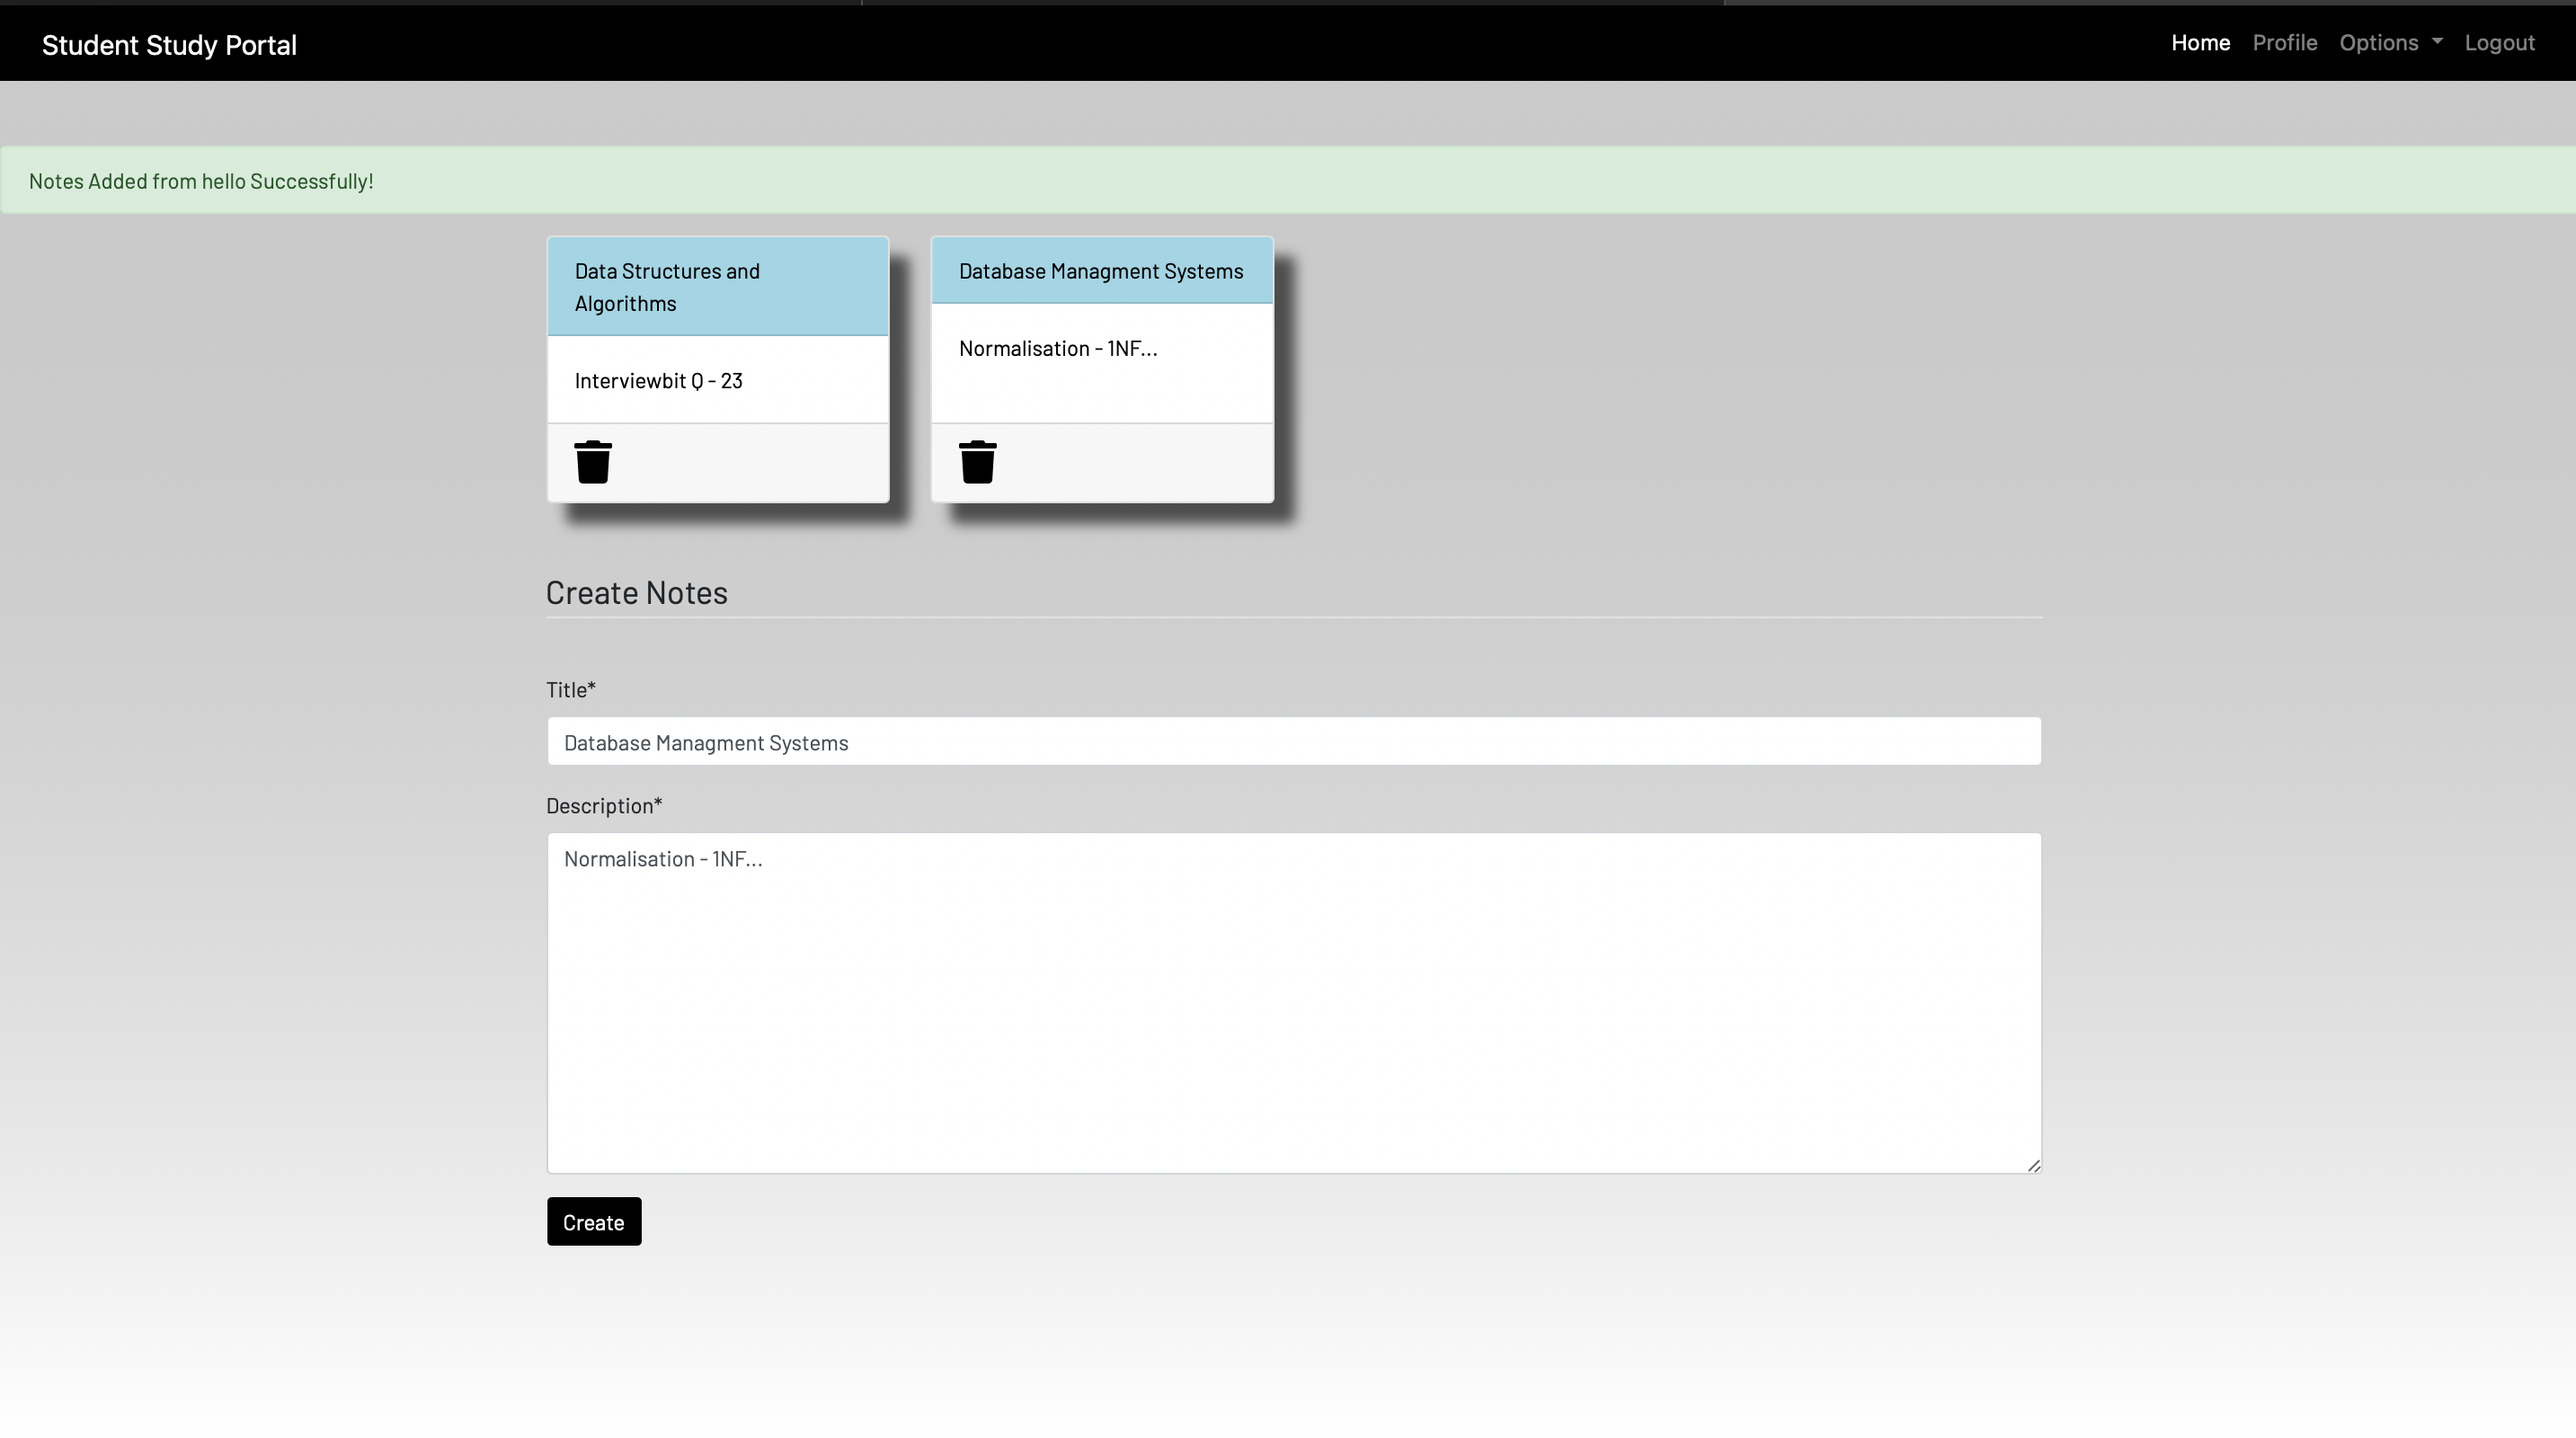 Student Study Portal
Home Profile Options Logout
Notes Added from hello Successfully!
Data Structures and
Algorithms
Interviewbit Q - 23
Database Managment Systems
Normalisation - 1NF...
Create Notes
Title*
Database Managment Systems
Description*
Normalisation - 1NF...
Create